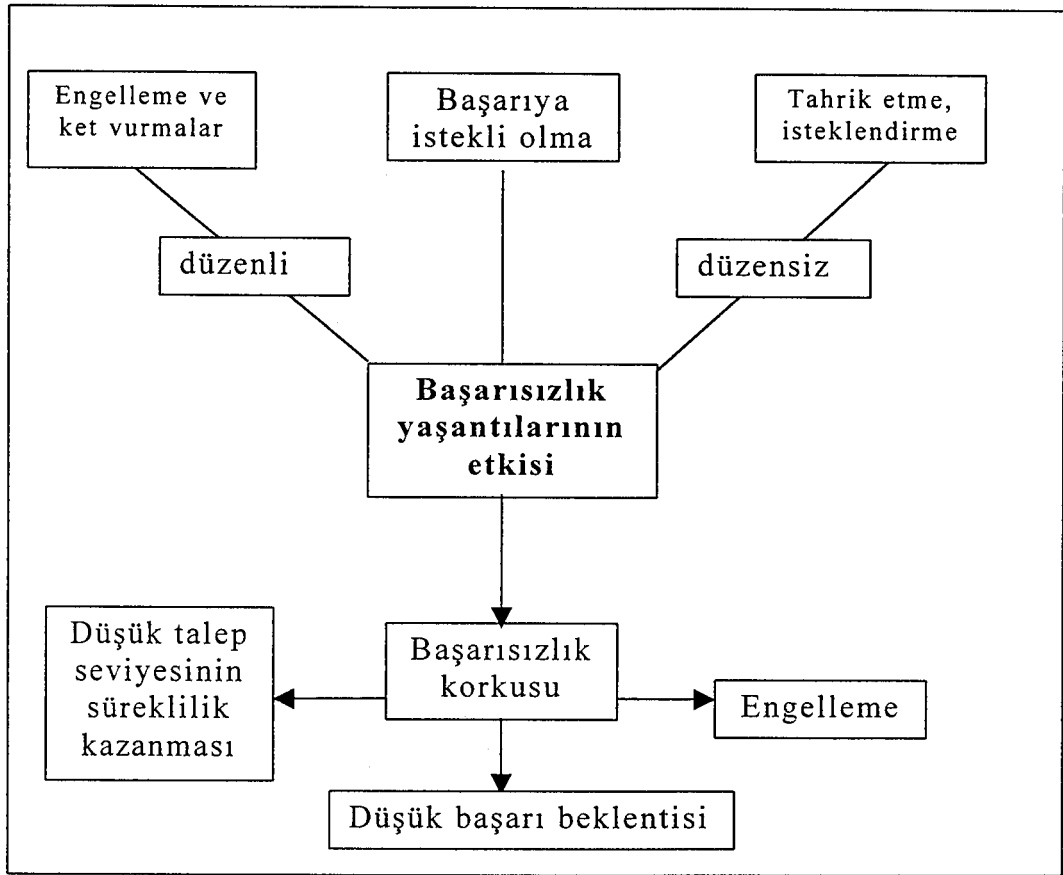 Engelleme ve
ket vurmalar
Başarıya
istekli olma
Tahrik etme,
isteklendirme
düzenli
düzensiz
Başarısızlık
yaşantılarının
etkisi
Düşük talep
seviyesinin
süreklilik
kazanması
Başarısızlık
korkusu
Engelleme
Düşük başarı beklentisi